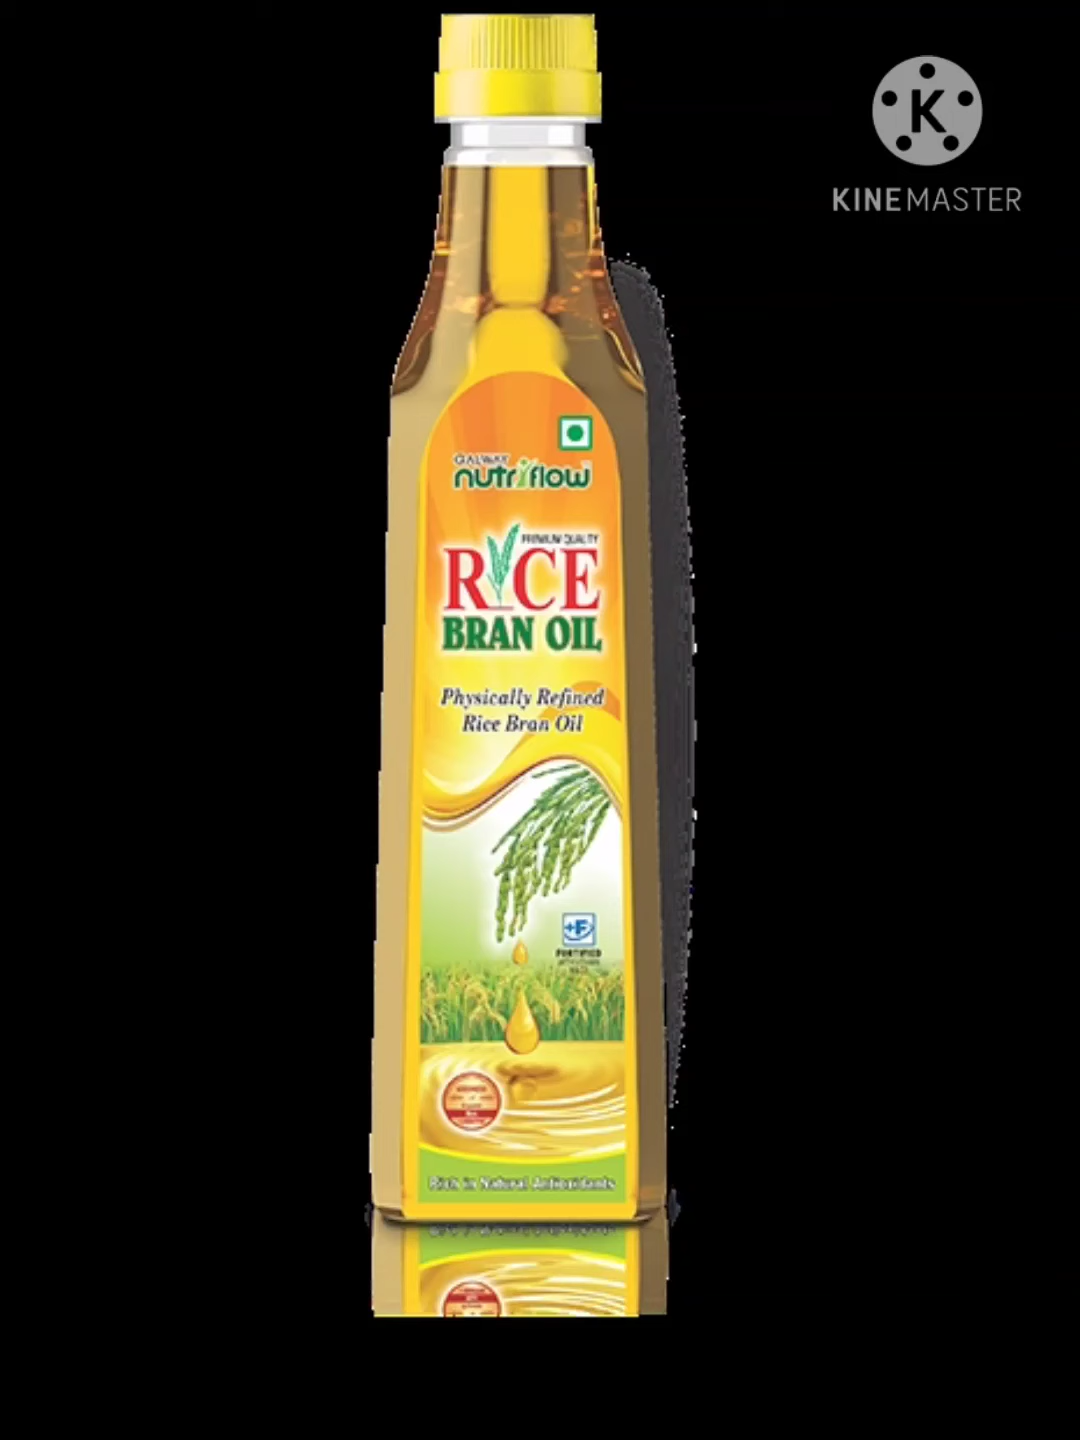 K
KINEMASTER
GALWAY
nutriflow
PREMIUM QUALITY
RICE
BRAN OIL
Physically Refined
Rice Bran Oil
+F
FORTIFIED
Rich in Natural Antioxidants